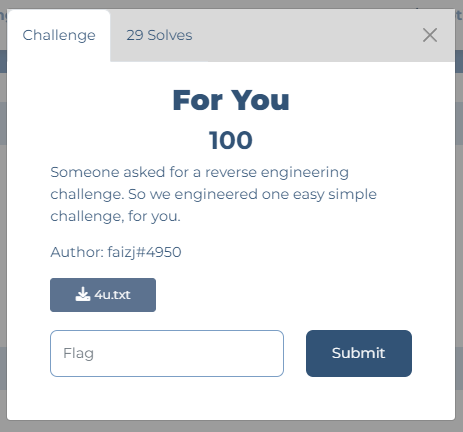 Challenge
29 Solves
For You
100
Someone asked for a reverse engineering
challenge. So we engineered one easy simple
challenge, for you.
Author: faizj#4950
4u.txt
Flag
Submit